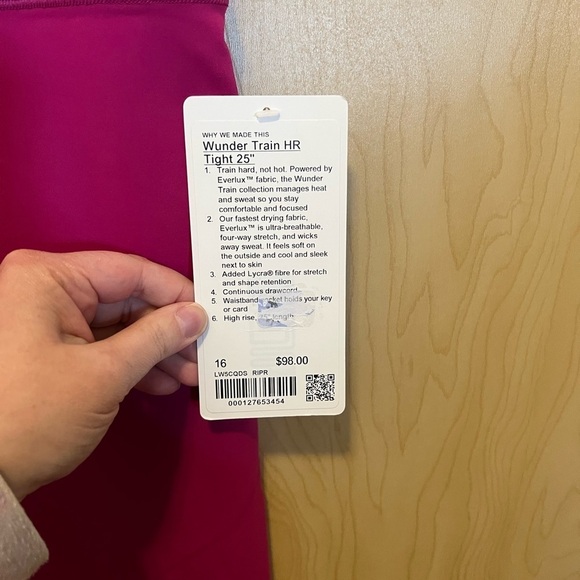 WHY WE MADE THIS
Wunder Train HR
Tight 25"
1. Train hard, not hot. Powered by
Everlux™ fabric, the Wunder
Train collection manages heat
and sweat so you stay
comfortable and focused
2. Our fastest drying fabric,
Everlux™ is ultra-breathable,
four-way stretch, and wicks
away sweat. It feels soft on
the outside and cool and sleek
next to skin
3. Added Lycra® fibre for stretch
and shape retention
4. Continuous drawcord
5. Waistband pocket holds your key
or card
6. High rise, 25" length
16 $98.00
LW5CQDS RIPR
000127653454